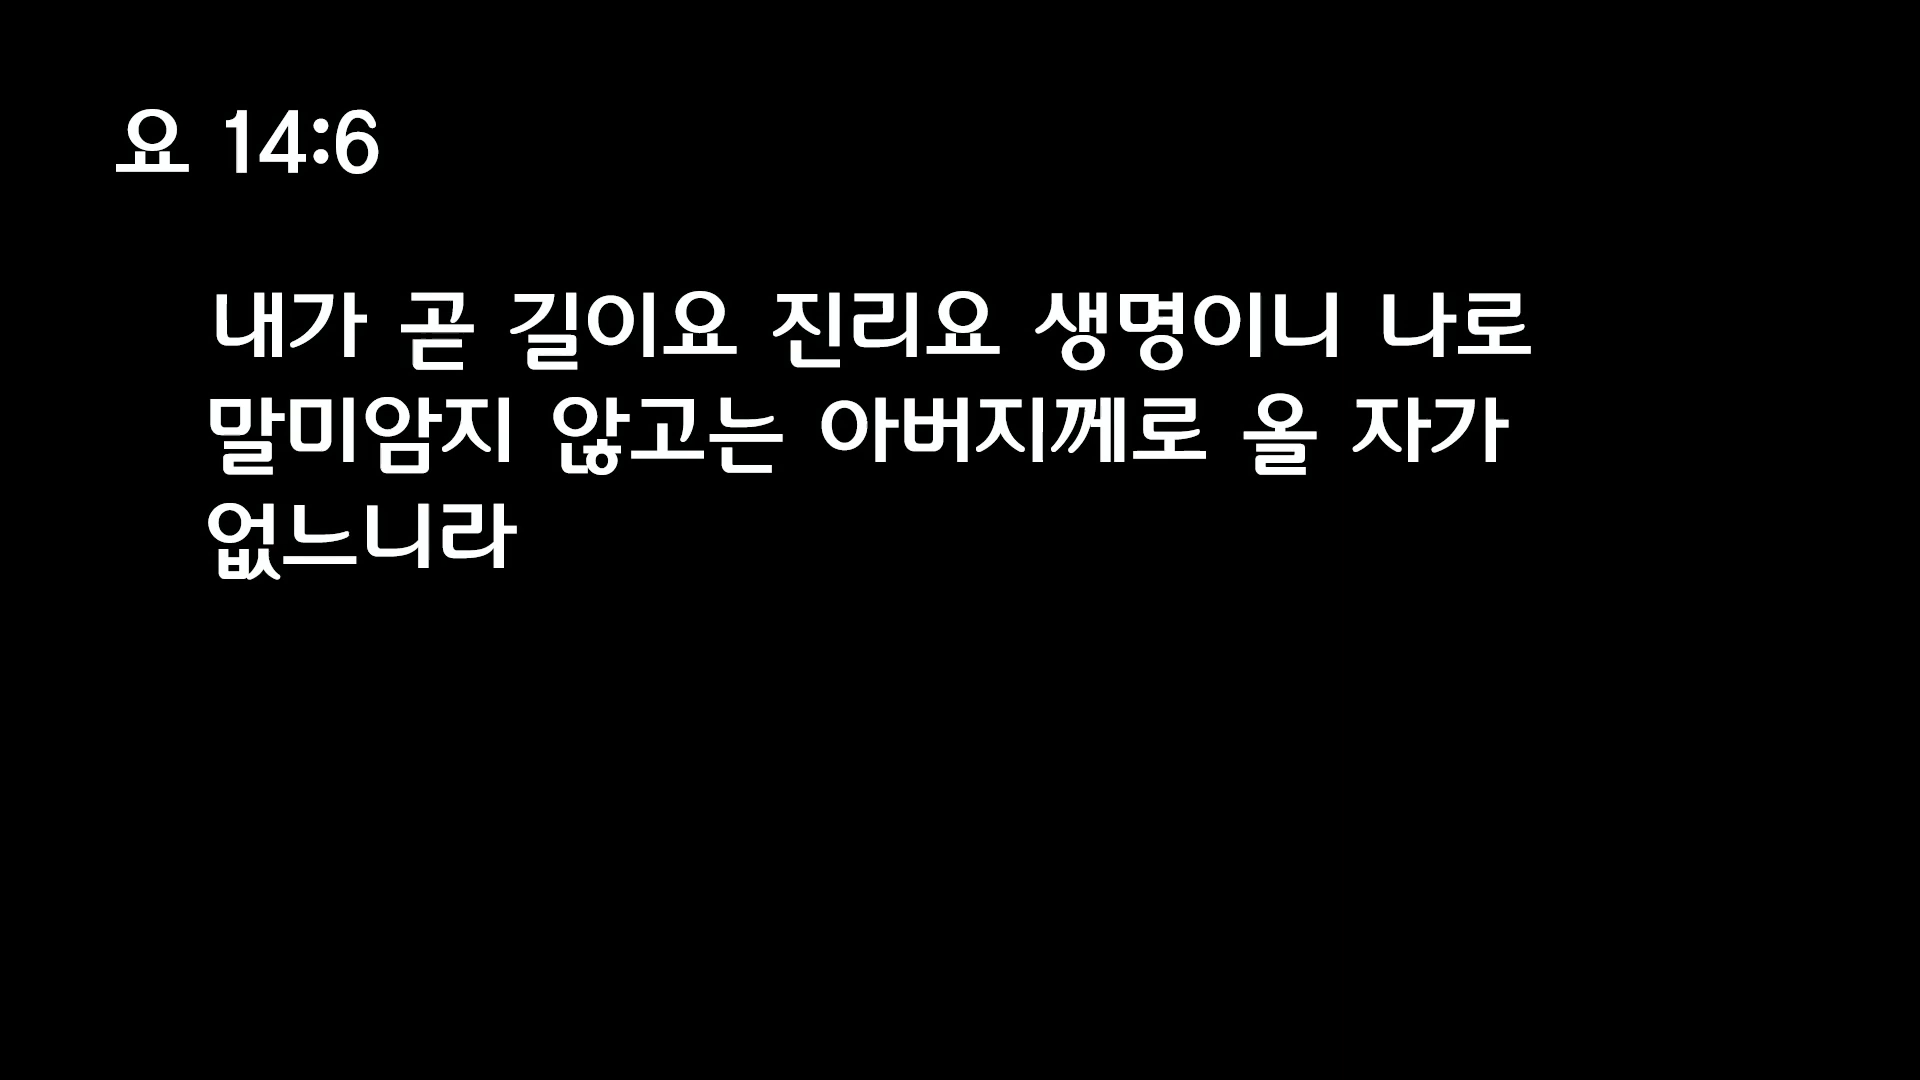 요 14:6
내가 곧 길이요 진리요 생명이니 나로
말미암지 않고는 아버지께로 올 자가
없느니라